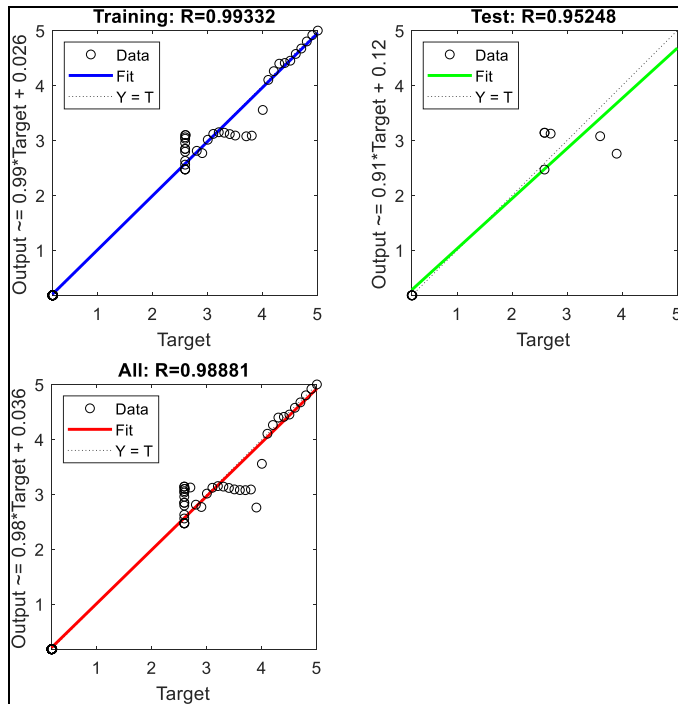 Training: R=0.99332
Output ~= 0.99*Target + 0.026
5
4
3
2
1
Data
Fit
Y = T
1 2 3 4 5
Target
Test: R=0.95248
Output ~= 0.91*Target + 0.12
5
4
3
2
1
Data
Fit
Y = T
1 2 3 4 5
Target
All: R=0.98881
Output ~= 0.98*Target + 0.036
5
4
3
2
1
Data
Fit
Y = T
1 2 3 4 5
Target